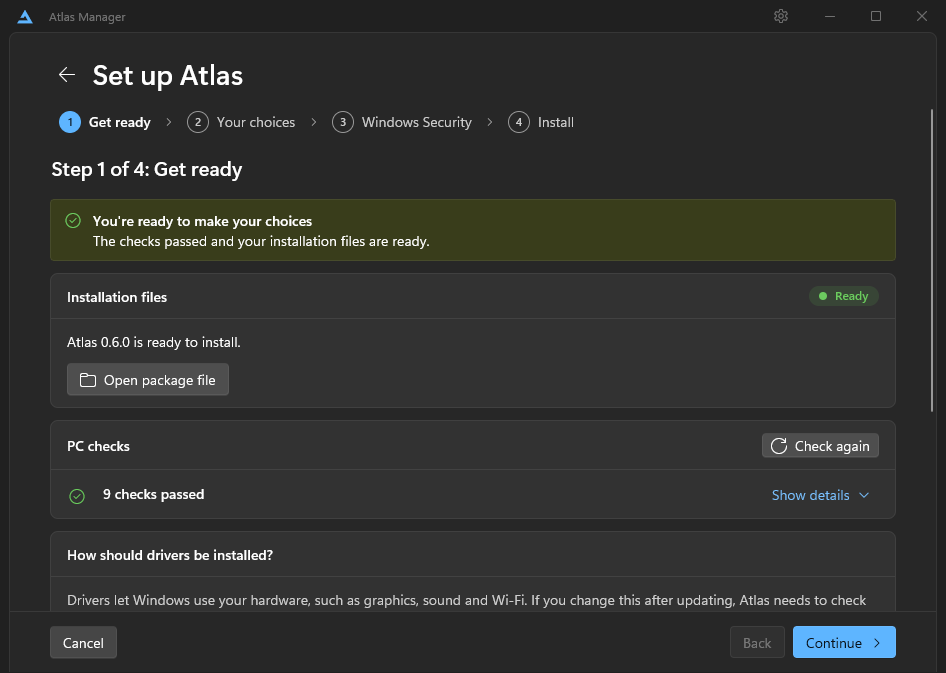 Atlas Manager
Set up Atlas
1 Get ready > 2 Your choices > 3 Windows Security > 4 Install
Step 1 of 4: Get ready
You're ready to make your choices
The checks passed and your installation files are ready.
Installation files
Ready
Atlas 0.6.0 is ready to install.
Open package file
PC checks
Check again
9 checks passed
Show details
How should drivers be installed?
Drivers let Windows use your hardware, such as graphics, sound and Wi-Fi. If you change this after updating, Atlas needs to check
Cancel
Back
Continue